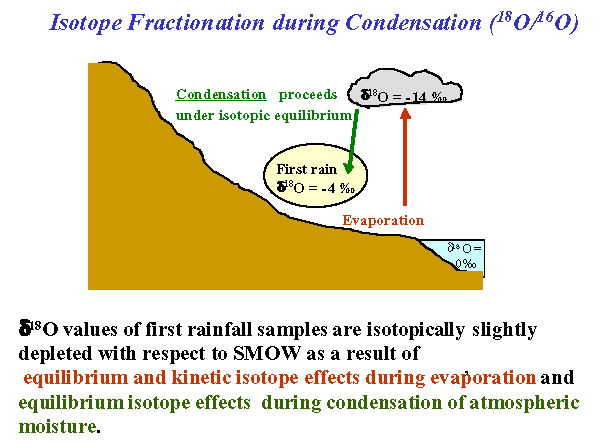 Isotope Fractionation during Condensation (¹⁸O/¹⁶O)
Condensation proceeds
under isotopic equilibrium
δ¹⁸O = -14 ‰
First rain
δ¹⁸O = -4 ‰
Evaporation
δ¹⁸O =
0‰
δ¹⁸O values of first rainfall samples are isotopically slightly
depleted with respect to SMOW as a result of
equilibrium and kinetic isotope effects during evaporation and
equilibrium isotope effects during condensation of atmospheric
moisture.